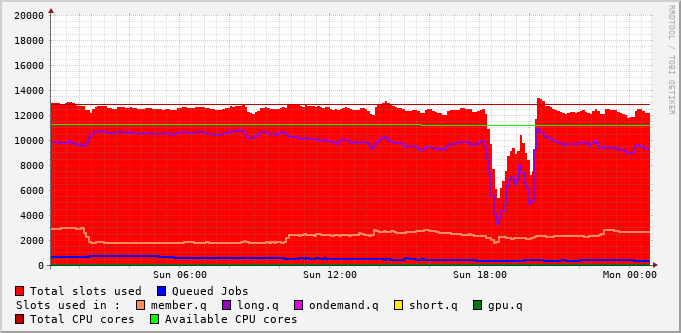 20000
18000
16000
14000
12000
10000
8000
6000
4000
2000
0
Sun 06:00 Sun 12:00 Sun 18:00 Mon 00:00
RRDTOOL / TOBI OETIKER
Total slots used Queued Jobs
Slots used in : member.q long.q ondemand.q short.q gpu.q
Total CPU cores Available CPU cores